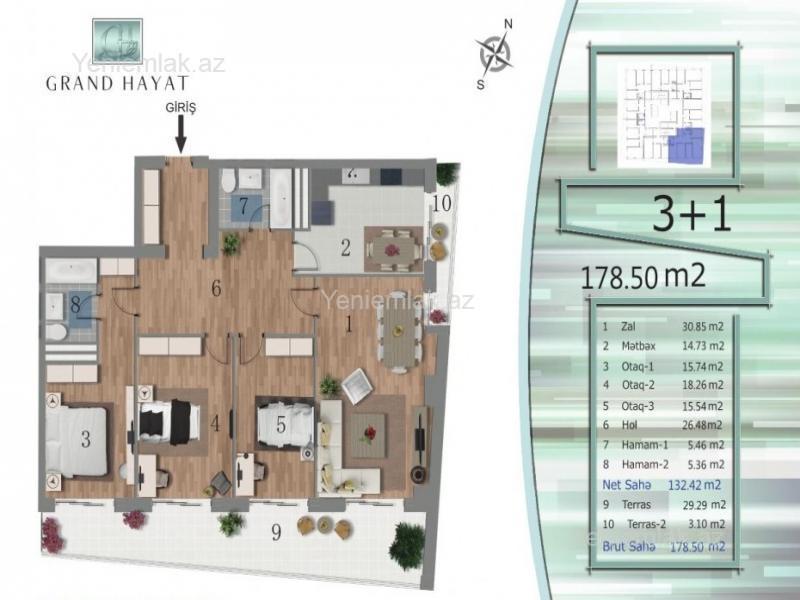 GRAND HAYAT
Yeniemlak.az
GİRİŞ
N
S
7
10
2
6
8
1
3
4
5
9
Yeniemlak.az
3+1
178.50 m2
1 Zal 30.85 m2
2 Mətbəx 14.73 m2
3 Otaq-1 15.74 m2
4 Otaq-2 18.26 m2
5 Otaq-3 15.54 m2
6 Hol 26.48 m2
7 Hamam-1 5.46 m2
8 Hamam-2 5.36 m2
Net Sahə 132.42 m2
9 Terras 29.29 m2
10 Terras-2 3.10 m2
Brut Sahə 178.50 m2